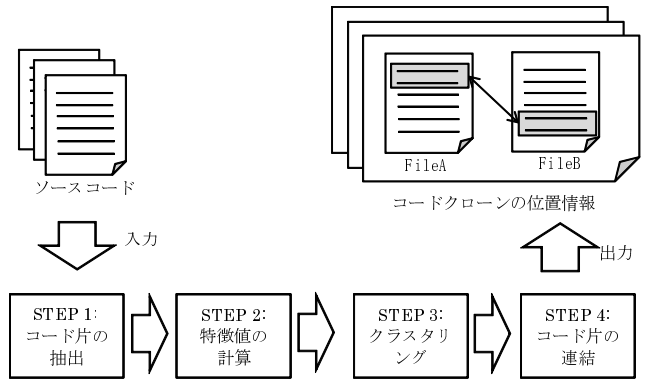 FileA
FileB
ソースコード
コードクローンの位置情報
入力
出力
STEP 1:
コード片の
抽出
STEP 2:
特徴値の
計算
STEP 3:
クラスタリ
ング
STEP 4:
コード片の
連結